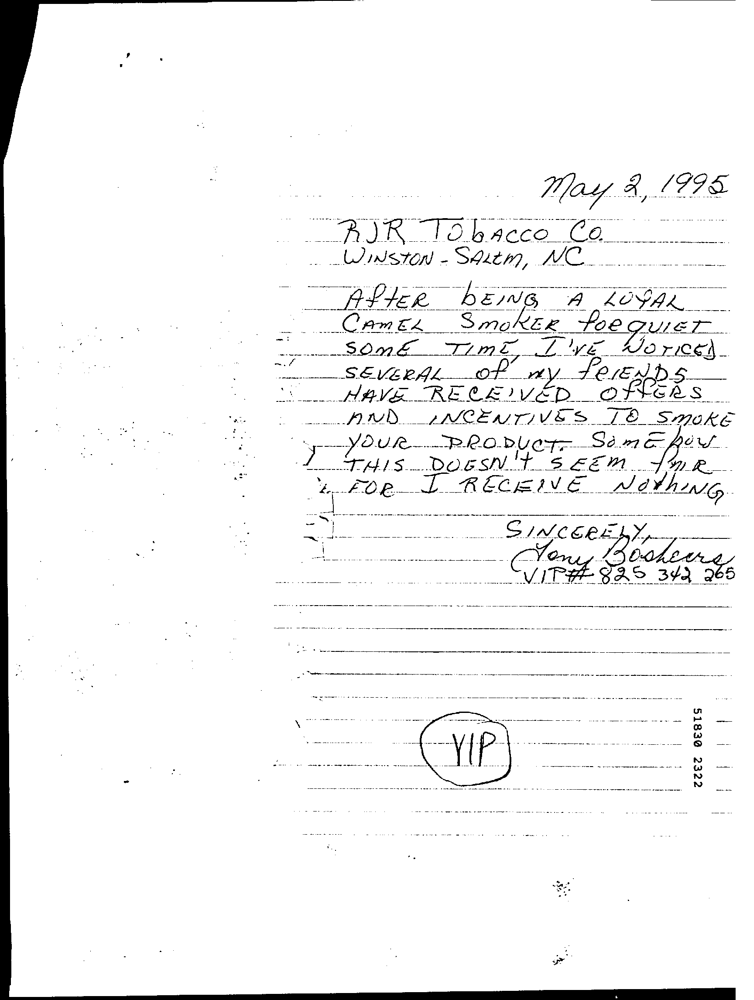 May 2, 1995
RJR TObACCO Co.
WINSTON - SALEM, NC
AFtER bEING A LOYAL
CAMEL SMOKER foR QUIET
SOME TIME, I'VE NOTICED
SEVERAL of my fRIENDS
HAVE RECEIVED OffERS
AND INCENTIVES TO SMOKE
YOUR PRODUCT. SOMEhow
THIS DOESN't SEEM fAIR
FOR I RECEIVE NOthING
SINCERELY,
Tony Boshears
VIP# 825 342 265
VIP
51830 2322